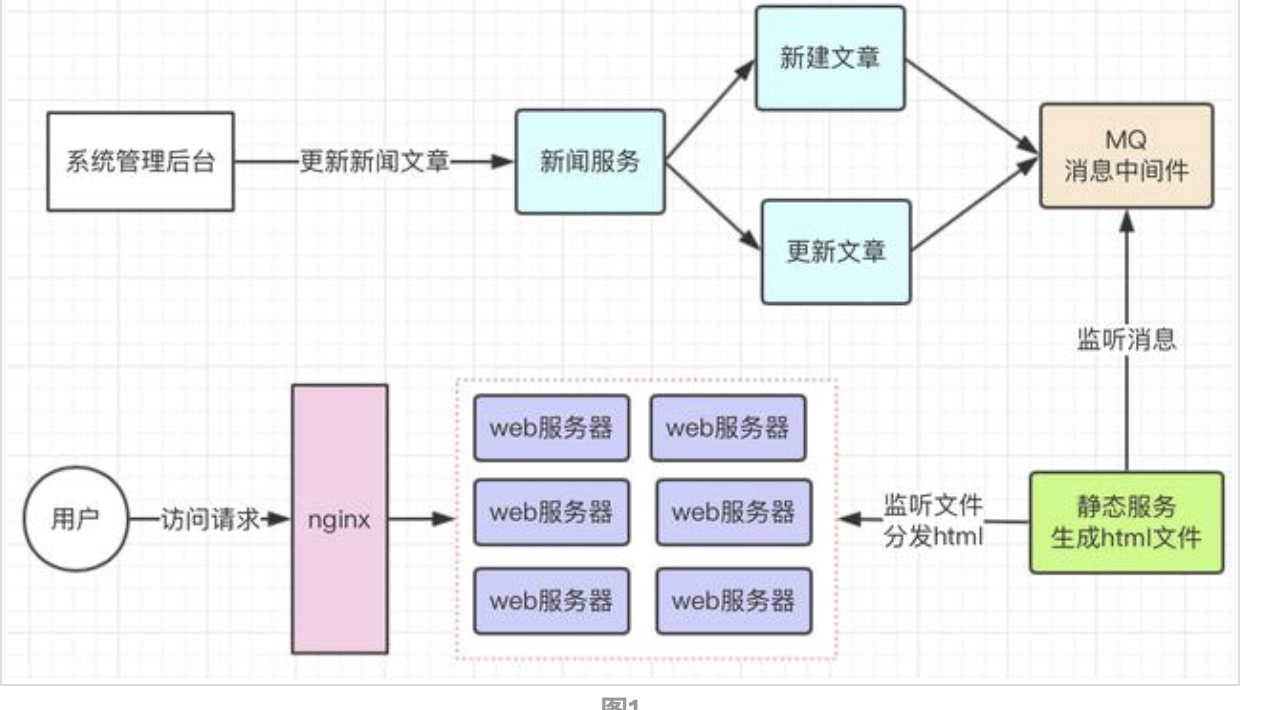 新建文章
MQ
消息中间件
系统管理后台
更新新闻文章
新闻服务
更新文章
监听消息
web服务器
web服务器
用户
访问请求
nginx
web服务器
web服务器
监听文件
分发html
静态服务
生成html文件
web服务器
web服务器
图1